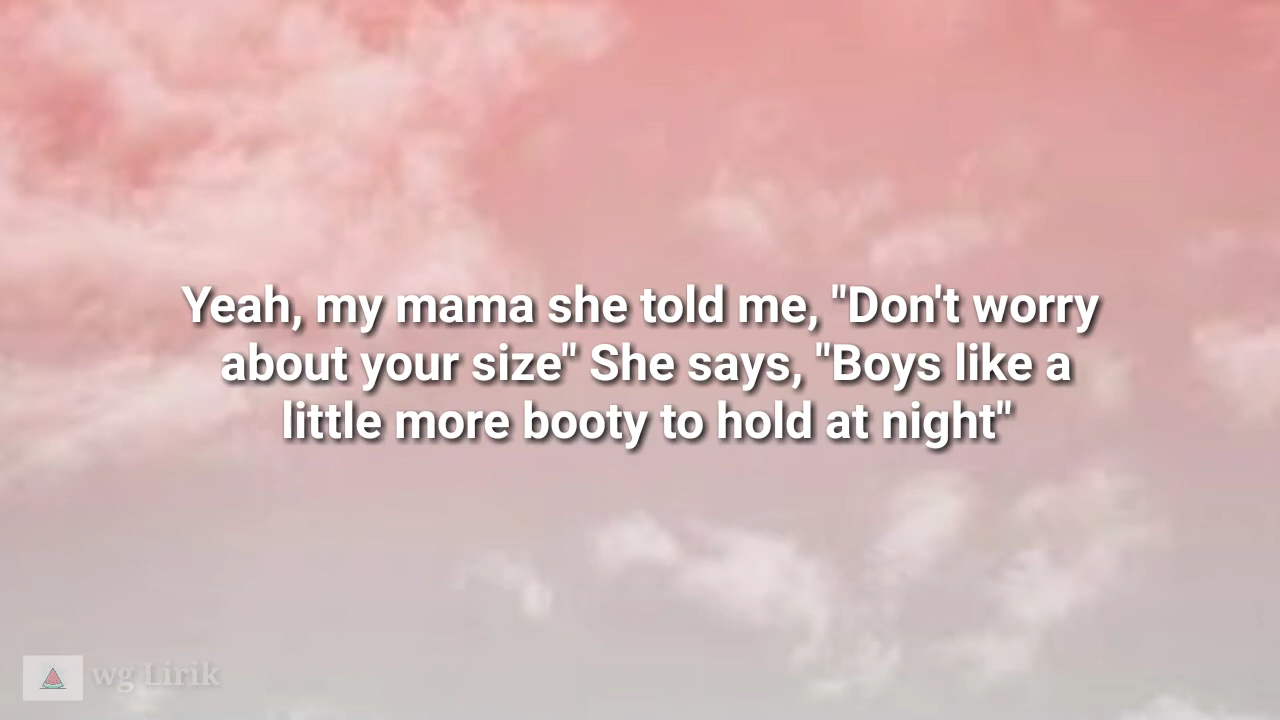 Yeah, my mama she told me, "Don't worry
about your size" She says, "Boys like a
little more booty to hold at night"
wg Lirik